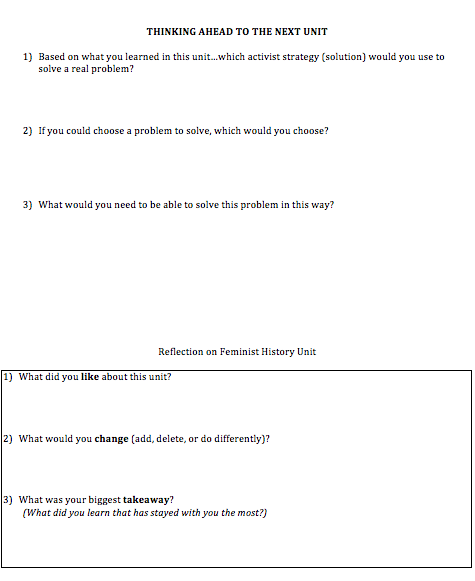 THINKING AHEAD TO THE NEXT UNIT
1) Based on what you learned in this unit...which activist strategy (solution) would you use to
solve a real problem?
2) If you could choose a problem to solve, which would you choose?
3) What would you need to be able to solve this problem in this way?
Reflection on Feminist History Unit
1) What did you like about this unit?
2) What would you change (add, delete, or do differently)?
3) What was your biggest takeaway?
(What did you learn that has stayed with you the most?)